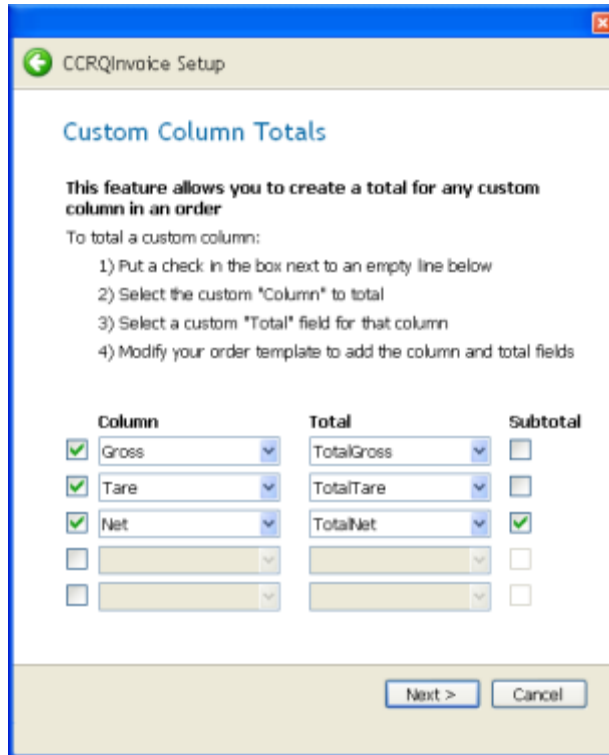 CCRQInvoice Setup
Custom Column Totals
This feature allows you to create a total for any custom
column in an order
To total a custom column:
1) Put a check in the box next to an empty line below
2) Select the custom "Column" to total
3) Select a custom "Total" field for that column
4) Modify your order template to add the column and total fields
Column Total Subtotal
Gross TotalGross
Tare TotalTare
Net TotalNet
Next > Cancel